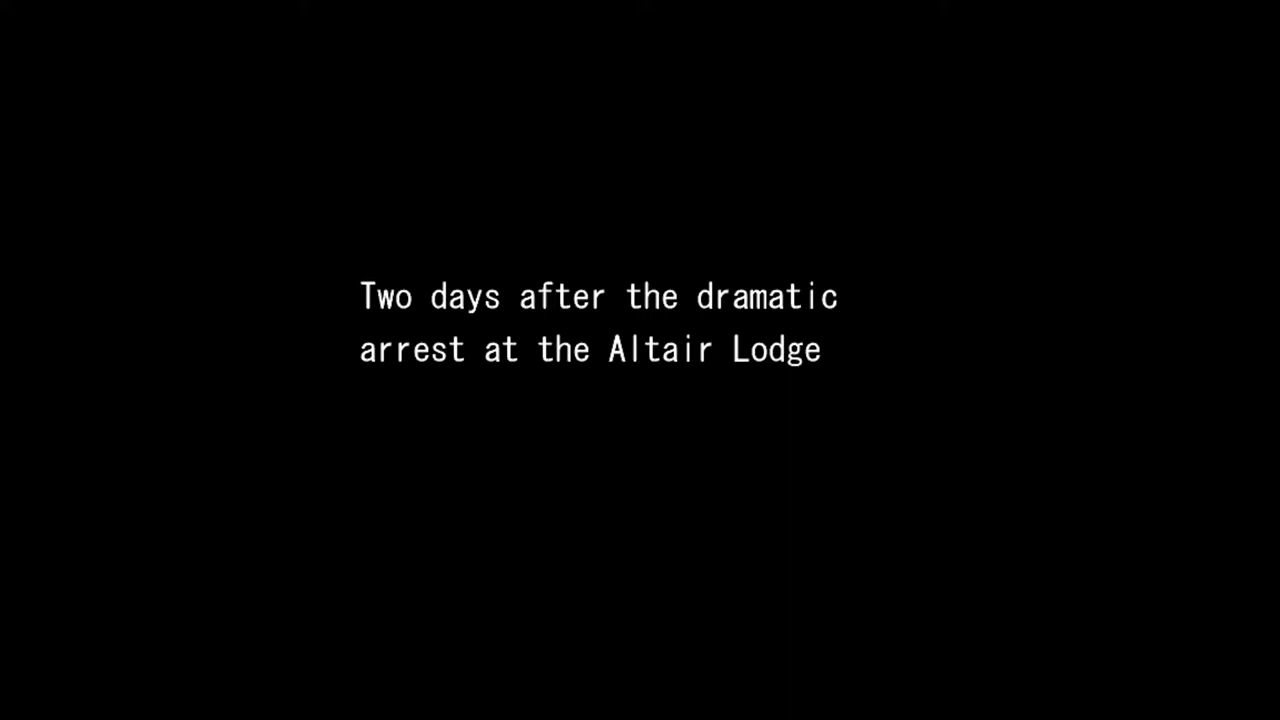 Two days after the dramatic
arrest at the Altair Lodge